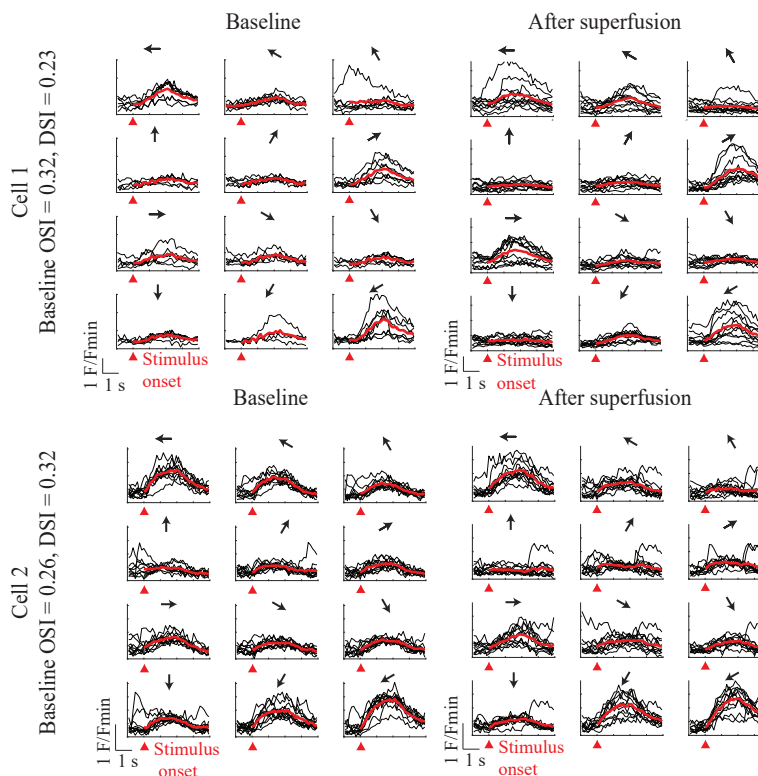 Baseline
After superfusion
Cell 1
Baseline OSI = 0.32, DSI = 0.23
1 F/Fmin
1 s
Stimulus
onset
1 F/Fmin
1 s
Stimulus
onset
Baseline
After superfusion
Cell 2
Baseline OSI = 0.26, DSI = 0.32
1 F/Fmin
1 s
Stimulus
onset
1 F/Fmin
1 s
Stimulus
onset